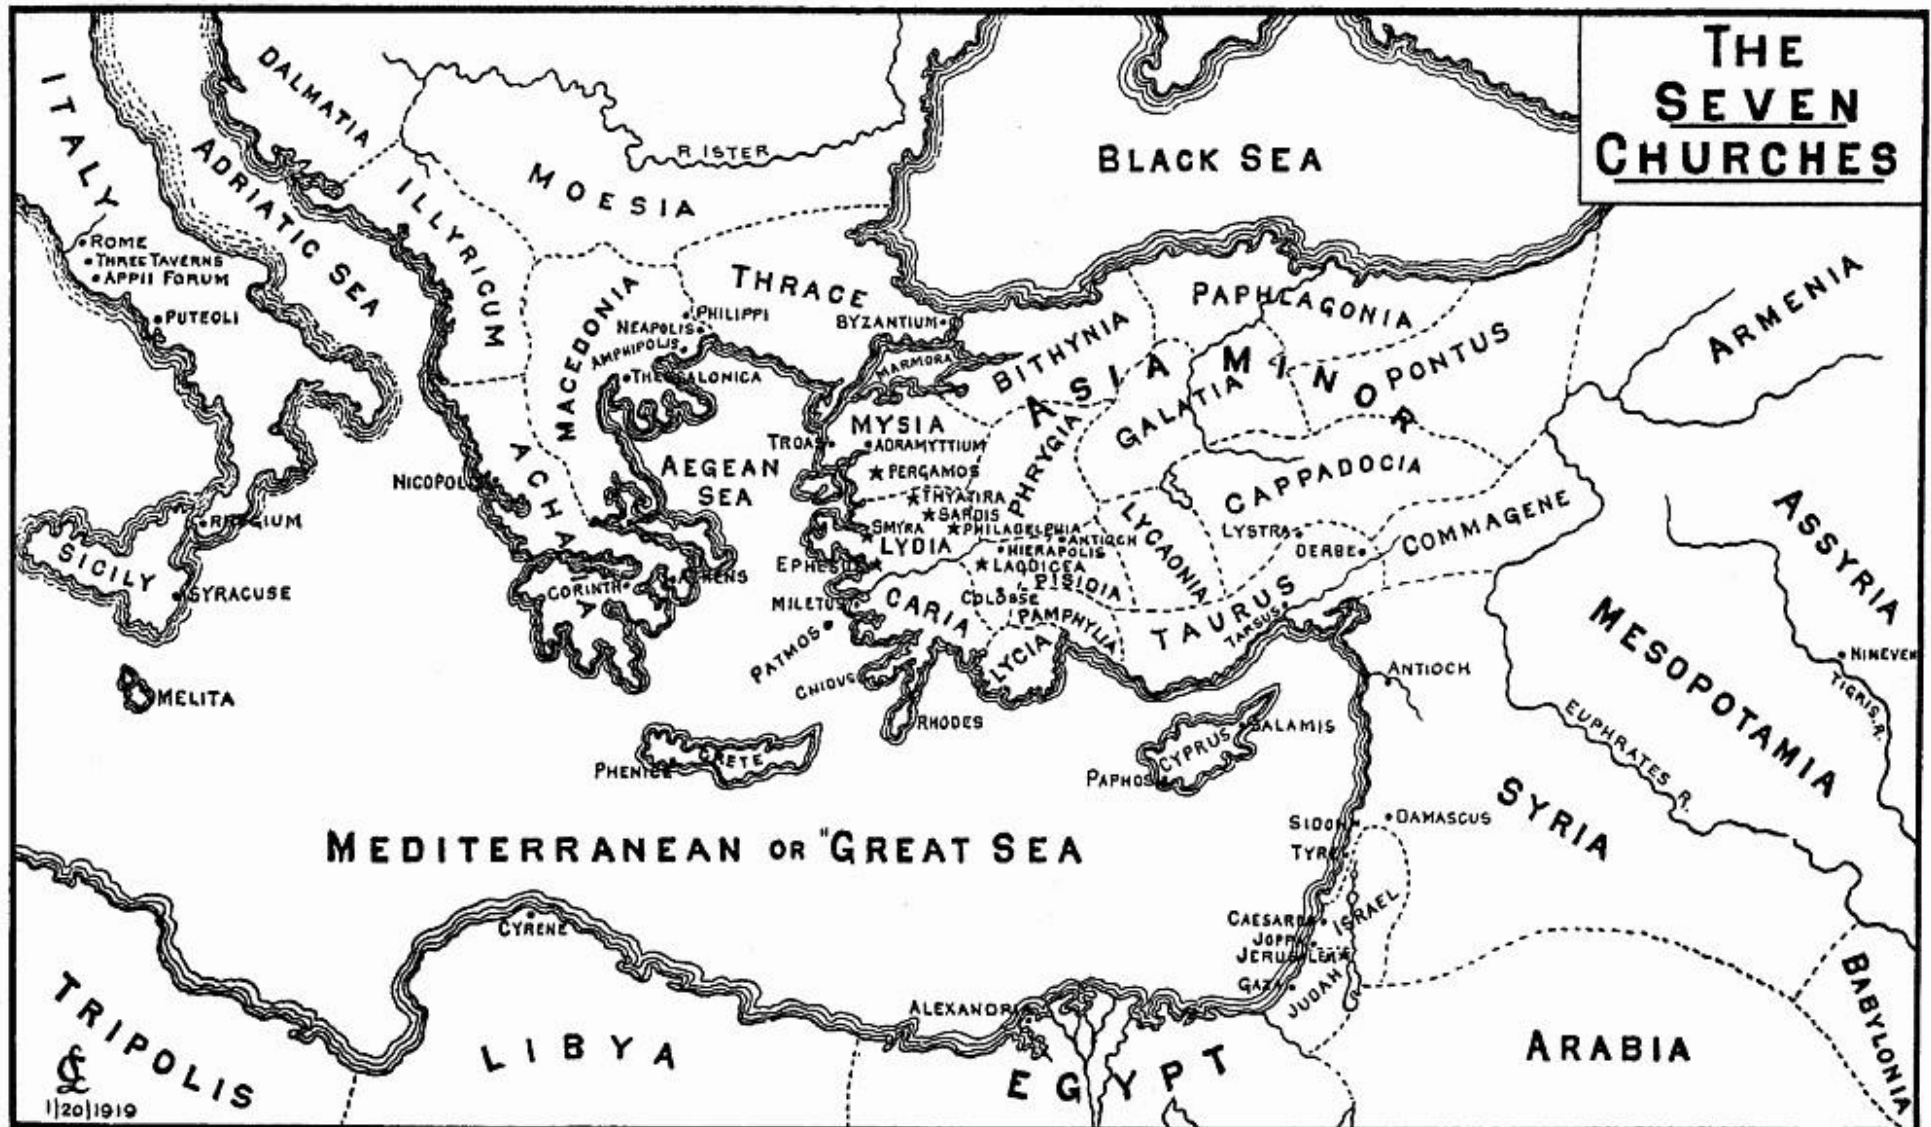 THE
SEVEN
CHURCHES
ITALY
DALMATIA
ADRIATIC SEA
ILLYRICUM
MOESIA
R ISTER
BLACK SEA
ROME
THREE TAVERNS
APPII FORUM
PUTEOLI
MACEDONIA
THRACE
PHILIPPI
NEAPOLIS
AMPHIPOLIS
THESSALONICA
BYZANTIUM
MARMORA
BITHYNIA
PAPHLAGONIA
ASIA MINOR
GALATIA
PONTUS
ARMENIA
MYSIA
TROAS
ADRAMYTTIUM
PERGAMOS
THYATIRA
SARDIS
SMYRA
PHILADELPHIA
PHRYGIA
LYDIA
ANTIOCH
HIERAPOLIS
LAODICEA
EPHESUS
PISIDIA
COLOSSE
MILETUS
CARIA
PAMPHYLIA
LYCIA
LYCAONIA
CAPPADOCIA
LYSTRA
DERBE
COMMAGENE
TAURUS
TARSUS
ASSYRIA
NINEVEH
TIGRIS. R.
MESOPOTAMIA
EUPHRATES R.
AEGEAN
SEA
NICOPOLIS
ACHAIA
CORINTH
ATHENS
RHEGIUM
SICILY
SYRACUSE
MELITA
PATMOS
CNIDUS
RHODES
PHENICE
CRETE
CYPRUS
SALAMIS
PAPHOS
ANTIOCH
SYRIA
MEDITERRANEAN OR "GREAT SEA
SIDON
DAMASCUS
TYRE
CAESAREA
ISRAEL
JOPPA
JERUSALEM
GAZA
JUDAH
CYRENE
ALEXANDRIA
TRIPOLIS
LIBYA
EGYPT
ARABIA
BABYLONIA
1/20/1919